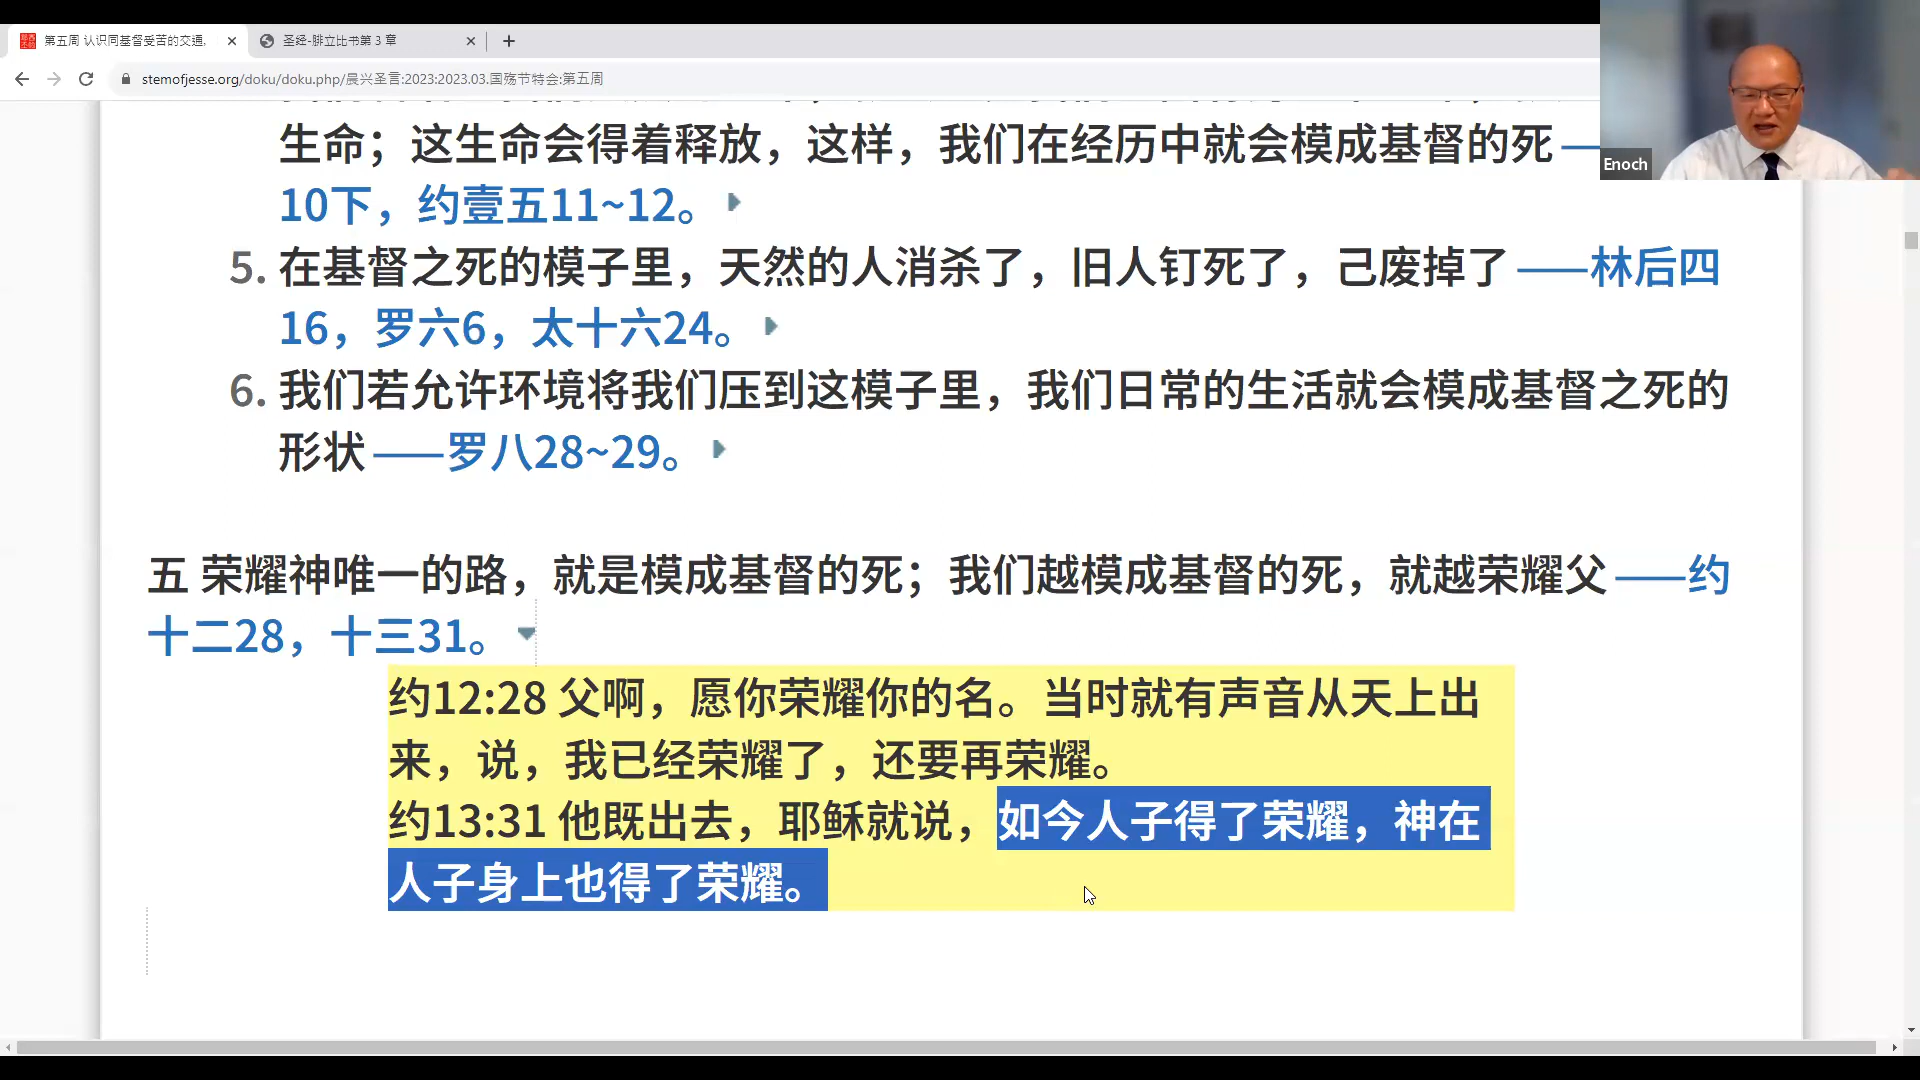 第五周 认识同基督受苦的交通,
圣经-腓立比书第 3 章
stemofjesse.org/doku/doku.php/晨兴圣言:2023:2023.03.国殇节特会:第五周
Enoch
生命；这生命会得着释放，这样，我们在经历中就会模成基督的死—
10下，约壹五11~12。
5. 在基督之死的模子里，天然的人消杀了，旧人钉死了，己废掉了——林后四
16，罗六6，太十六24。
6. 我们若允许环境将我们压到这模子里，我们日常的生活就会模成基督之死的
形状——罗八28~29。
五 荣耀神唯一的路，就是模成基督的死；我们越模成基督的死，就越荣耀父——约
十二28，十三31。
约12:28 父啊，愿你荣耀你的名。当时就有声音从天上出
来，说，我已经荣耀了，还要再荣耀。
约13:31 他既出去，耶稣就说，如今人子得了荣耀，神在
人子身上也得了荣耀。